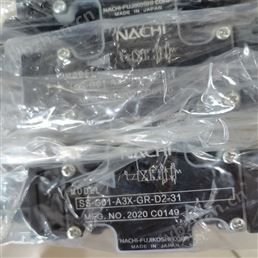 NACHI-FUJIKOSHI CORP.
MADE IN JAPAN
NACHI
MODEL
SS-G01-A3X-GR-D2-31
MFG.NO. 2020 C0149
NACHI-FUJIKOSHI CORP.
MADE IN JAPAN